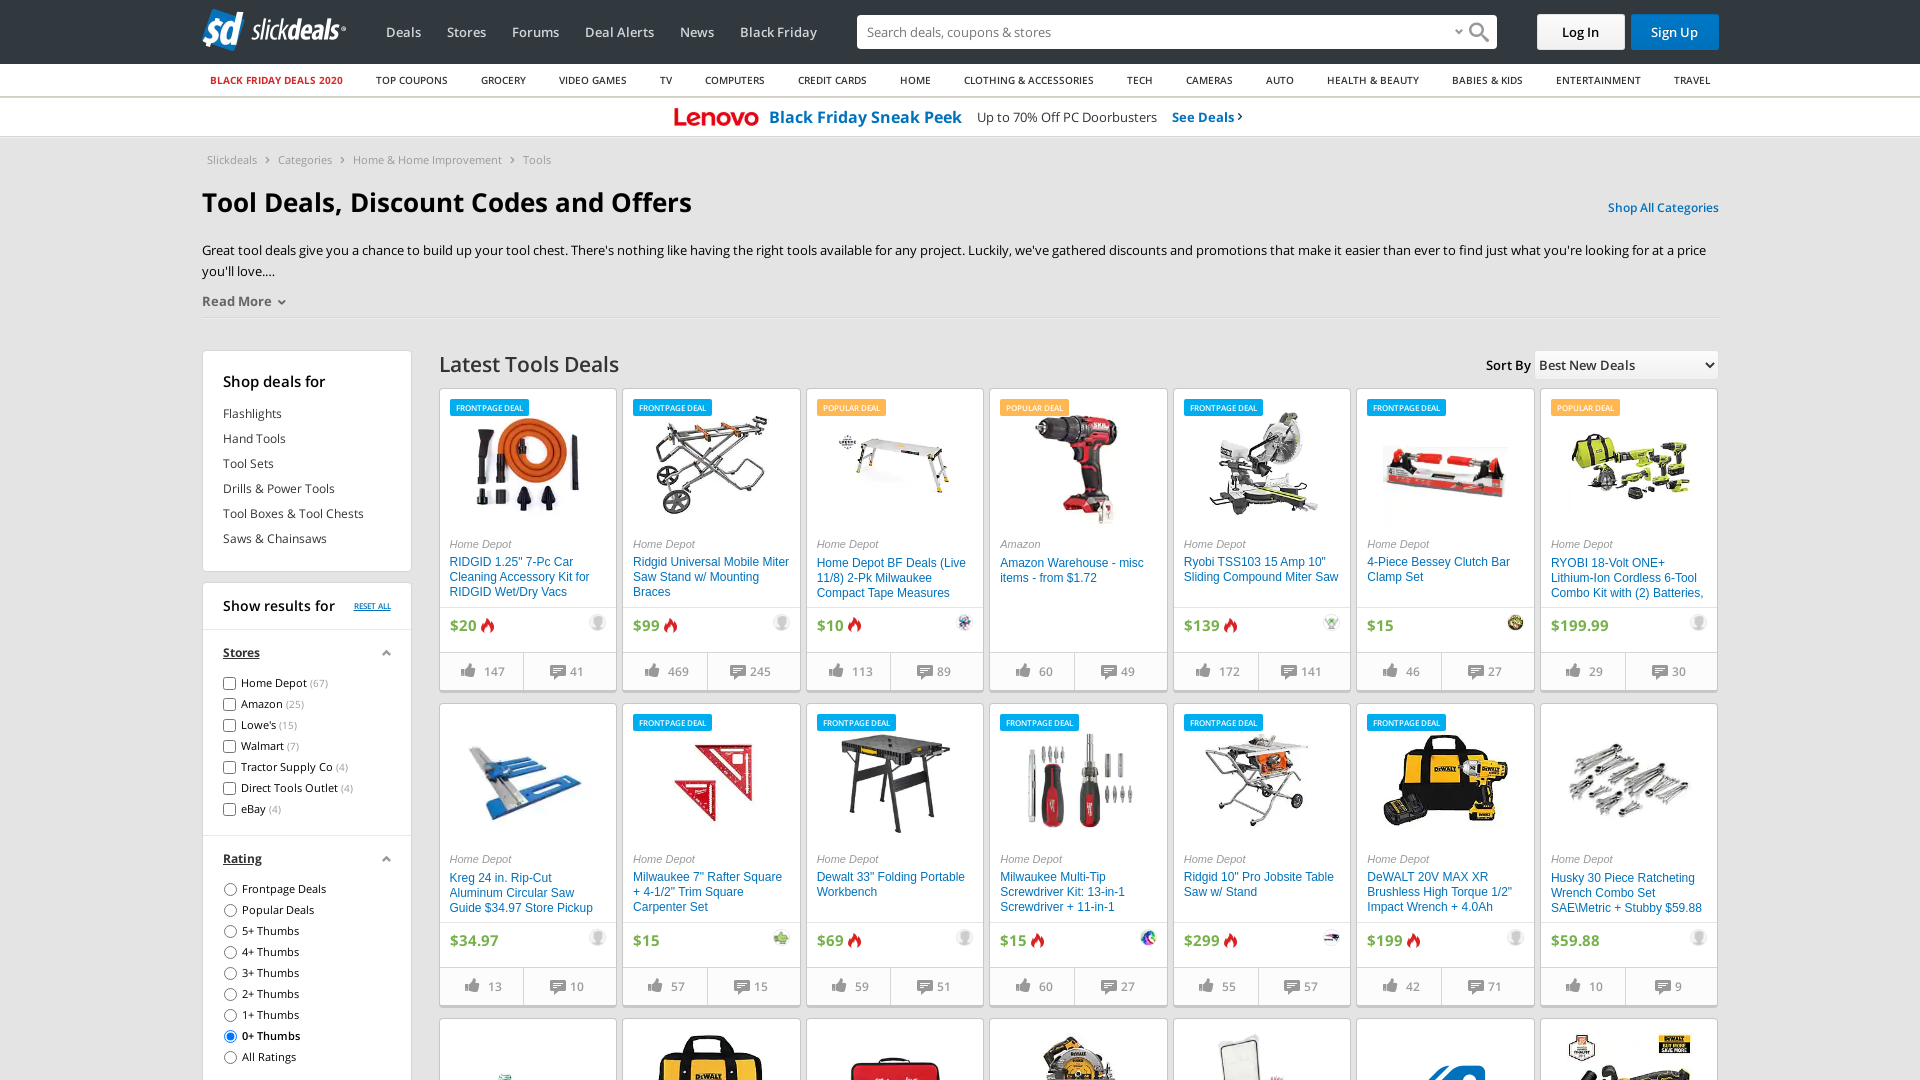 sd slickdeals
Deals
Stores
Forums
Deal Alerts
News
Black Friday
Search deals, coupons & stores
Log In
Sign Up
BLACK FRIDAY DEALS 2020
TOP COUPONS
GROCERY
VIDEO GAMES
TV
COMPUTERS
CREDIT CARDS
HOME
CLOTHING & ACCESSORIES
TECH
CAMERAS
AUTO
HEALTH & BEAUTY
BABIES & KIDS
ENTERTAINMENT
TRAVEL
Lenovo Black Friday Sneak Peek Up to 70% Off PC Doorbusters See Deals
Slickdeals > Categories > Home & Home Improvement > Tools
Tool Deals, Discount Codes and Offers
Shop All Categories
Great tool deals give you a chance to build up your tool chest. There's nothing like having the right tools available for any project. Luckily, we've gathered discounts and promotions that make it easier than ever to find just what you're looking for at a price
you'll love....
Read More
Shop deals for
Flashlights
Hand Tools
Tool Sets
Drills & Power Tools
Tool Boxes & Tool Chests
Saws & Chainsaws
Show results for
RESET ALL
Stores
Home Depot (67)
Amazon (25)
Lowe's (15)
Walmart (7)
Tractor Supply Co (4)
Direct Tools Outlet (4)
eBay (4)
Rating
Frontpage Deals
Popular Deals
5+ Thumbs
4+ Thumbs
3+ Thumbs
2+ Thumbs
1+ Thumbs
0+ Thumbs
All Ratings
Latest Tools Deals
Sort By Best New Deals
FRONTPAGE DEAL
Home Depot
RIDGID 1.25" 7-Pc Car
Cleaning Accessory Kit for
RIDGID Wet/Dry Vacs
$20
147
41
FRONTPAGE DEAL
Home Depot
Ridgid Universal Mobile Miter
Saw Stand w/ Mounting
Braces
$99
469
245
POPULAR DEAL
Home Depot
Home Depot BF Deals (Live
11/8) 2-Pk Milwaukee
Compact Tape Measures
$10
113
89
POPULAR DEAL
Amazon
Amazon Warehouse - misc
items - from $1.72
60
49
FRONTPAGE DEAL
Home Depot
Ryobi TSS103 15 Amp 10"
Sliding Compound Miter Saw
$139
172
141
FRONTPAGE DEAL
Home Depot
4-Piece Bessey Clutch Bar
Clamp Set
$15
46
27
POPULAR DEAL
Home Depot
RYOBI 18-Volt ONE+
Lithium-Ion Cordless 6-Tool
Combo Kit with (2) Batteries,
$199.99
29
30
Home Depot
Kreg 24 in. Rip-Cut
Aluminum Circular Saw
Guide $34.97 Store Pickup
$34.97
13
10
FRONTPAGE DEAL
Home Depot
Milwaukee 7" Rafter Square
+ 4-1/2" Trim Square
Carpenter Set
$15
57
15
FRONTPAGE DEAL
Home Depot
Dewalt 33" Folding Portable
Workbench
$69
59
51
FRONTPAGE DEAL
Home Depot
Milwaukee Multi-Tip
Screwdriver Kit: 13-in-1
Screwdriver + 11-in-1
$15
60
27
FRONTPAGE DEAL
Home Depot
Ridgid 10" Pro Jobsite Table
Saw w/ Stand
$299
55
57
FRONTPAGE DEAL
Home Depot
DeWALT 20V MAX XR
Brushless High Torque 1/2"
Impact Wrench + 4.0Ah
$199
42
71
Home Depot
Husky 30 Piece Ratcheting
Wrench Combo Set
SAE\Metric + Stubby $59.88
$59.88
10
9